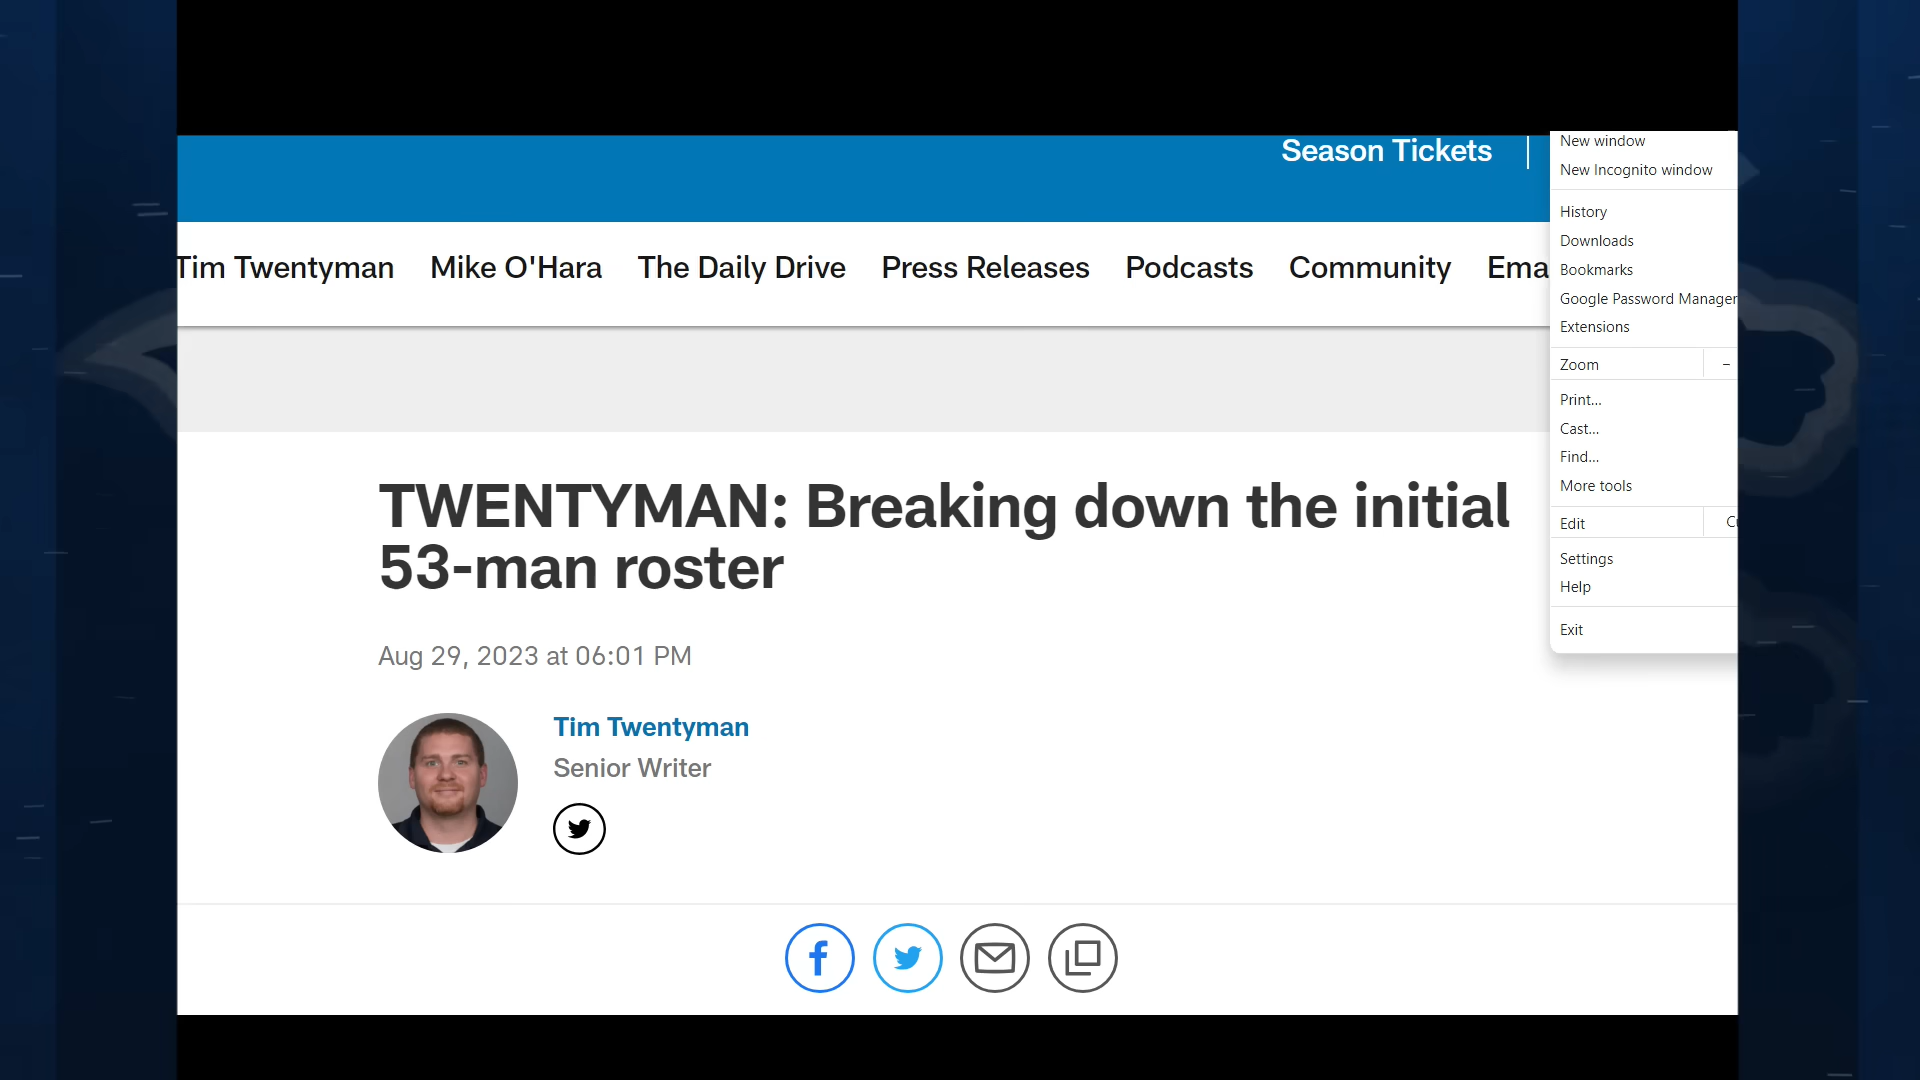 Season Tickets
Tim Twentyman Mike O'Hara The Daily Drive Press Releases Podcasts Community Ema
New window
New Incognito window
History
Downloads
Bookmarks
Google Password Manager
Extensions
Zoom −
Print...
Cast...
Find...
More tools
Edit Cu
Settings
Help
Exit
TWENTYMAN: Breaking down the initial
53-man roster
Aug 29, 2023 at 06:01 PM
Tim Twentyman
Senior Writer